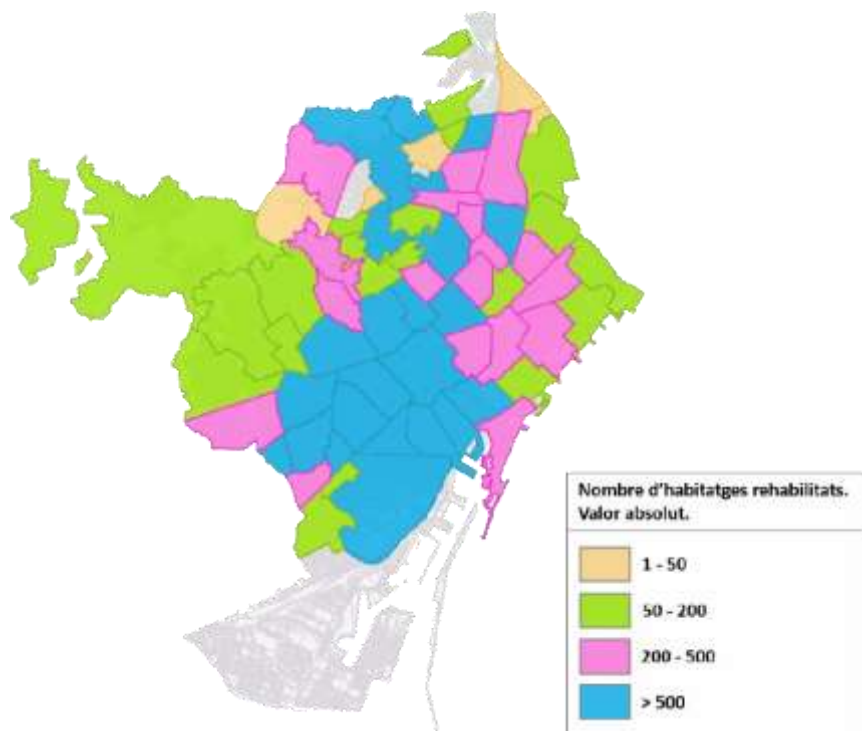 Nombre d'habitatges rehabilitats.
Valor absolut.
1 - 50
50 - 200
200 - 500
> 500